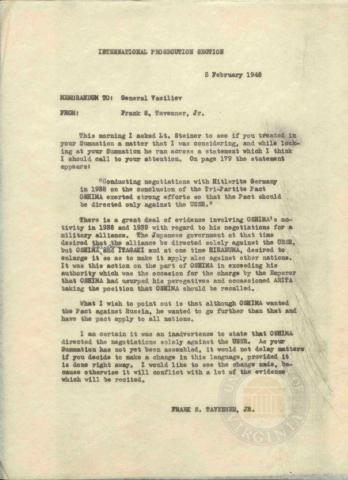 INTERNATIONAL PROSECUTION SECTION
5 February 1948
MEMORANDUM TO: General Vasiliev
FROM: Frank S. Tavenner, Jr.
This morning I asked Lt. Steiner to see if you treated in
your Summation a matter that I was considering, and while look-
ing at your Summation he ran across a statement which I think
I should call to your attention. On page 179 the statement
appears:
"Conducting negotiations with Hitlerite Germany
in 1938 on the conclusion of the Tri-Partite Pact
OSHIMA exerted strong efforts so that the Pact should
be directed only against the USSR."
There is a great deal of evidence involving OSHIMA's ac-
tivity in 1938 and 1939 with regard to his negotiations for a
military alliance. The Japanese government at that time
desired that the alliance be directed solely against the USSR,
but OSHIMA and ITAGAKI and at one time HIRANUMA, desired to
enlarge it so as to make it apply also against other nations.
It was this action on the part of OSHIMA in exceeding his
authority which was the occasion for the charge by the Emperor
that OSHIMA had usurped his peregatives and occassioned ARITA
taking the position that OSHIMA should be recalled.
What I wish to point out is that although OSHIMA wanted
the Pact against Russia, he wanted to go further than that and
have the pact apply to all nations.
I am certain it was an inadvertence to state that OSHIMA
directed the negotiations solely against the USSR. As your
Summation has not yet been assembled, it would not delay matters
if you decide to make a change in this language, provided it
is done right away. I would like to see the change made, be-
cause otherwise it will conflict with a lot of the evidence
which will be recited.
FRANK S. TAVENNER, JR.
VIRGINIA